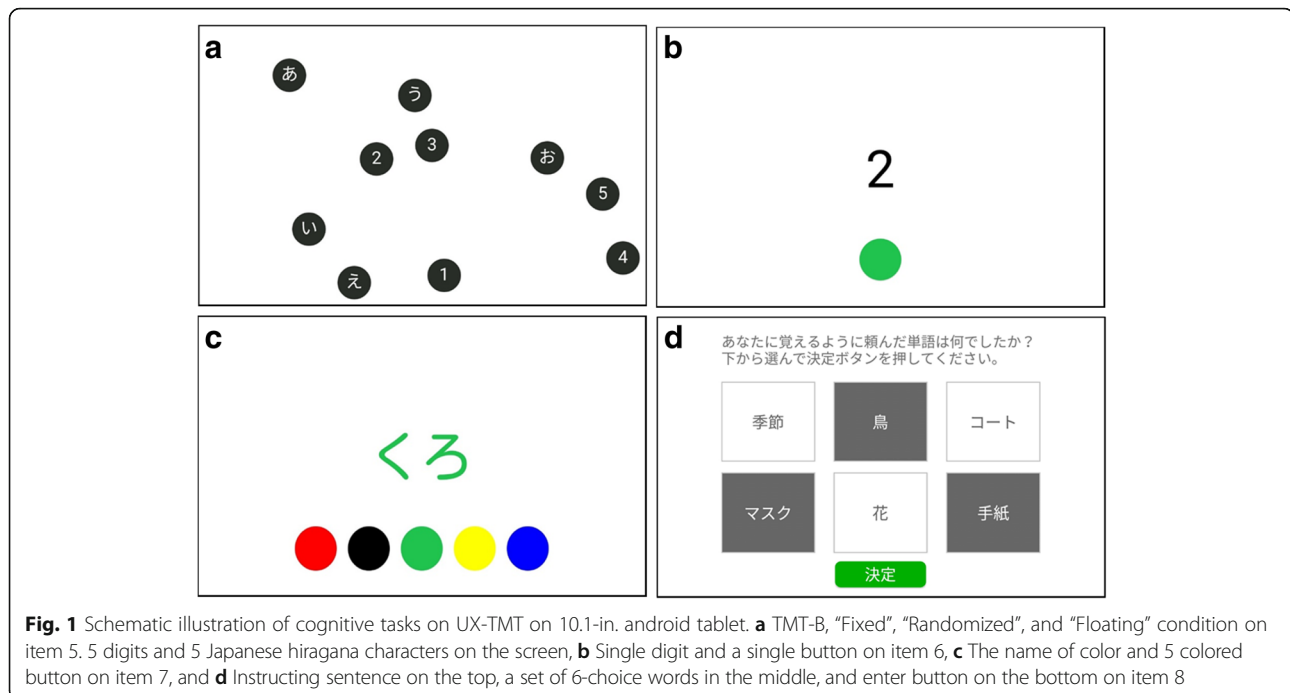 a
あ
う
2
3
お
5
い
4
え
1
b
2
c
くろ
d
あなたに覚えるように頼んだ単語は何でしたか？
下から選んで決定ボタンを押してください。
季節 鳥 コート
マスク 花 手紙
決定
Fig. 1 Schematic illustration of cognitive tasks on UX-TMT on 10.1-in. android tablet. a TMT-B, “Fixed”, “Randomized”, and “Floating” condition on
item 5. 5 digits and 5 Japanese hiragana characters on the screen, b Single digit and a single button on item 6, c The name of color and 5 colored
button on item 7, and d Instructing sentence on the top, a set of 6-choice words in the middle, and enter button on the bottom on item 8